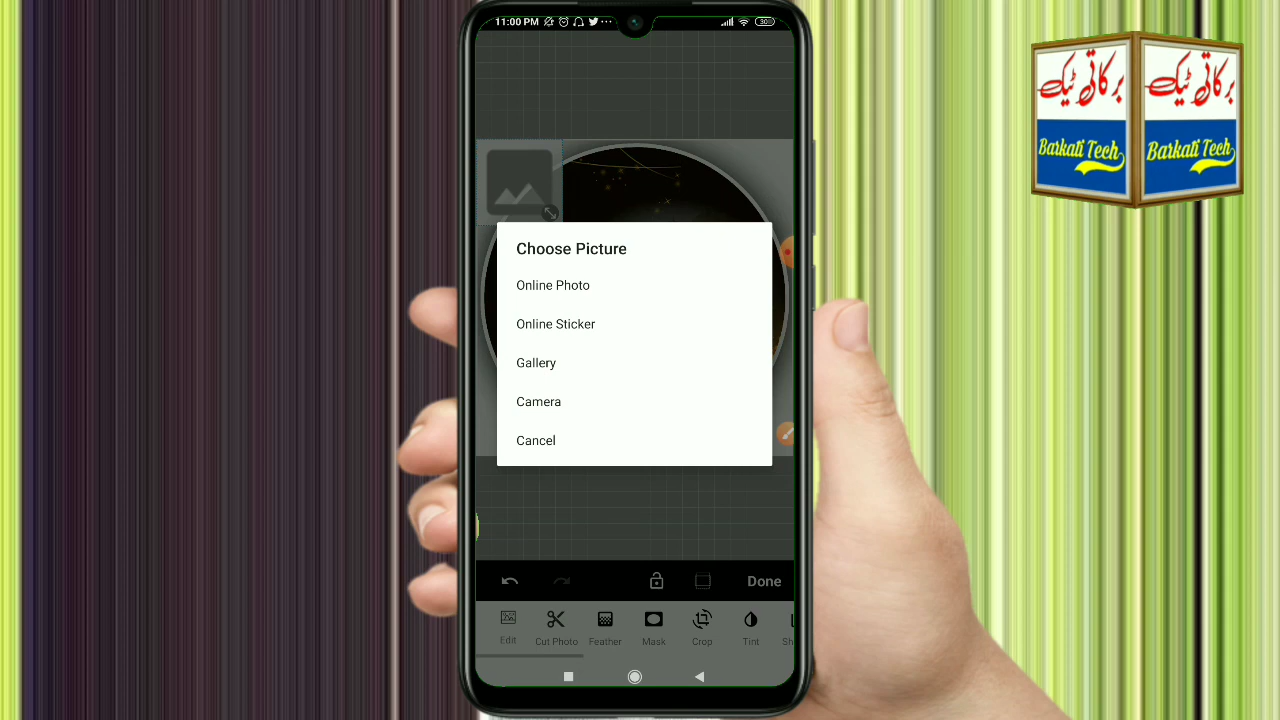 11:00 PM
30
برکاتی ٹیک
برکاتی ٹیک
Barkati Tech
Barkati Tech
Choose Picture
Online Photo
Online Sticker
Gallery
Camera
Cancel
Done
Edit
Cut Photo
Feather
Mask
Crop
Tint